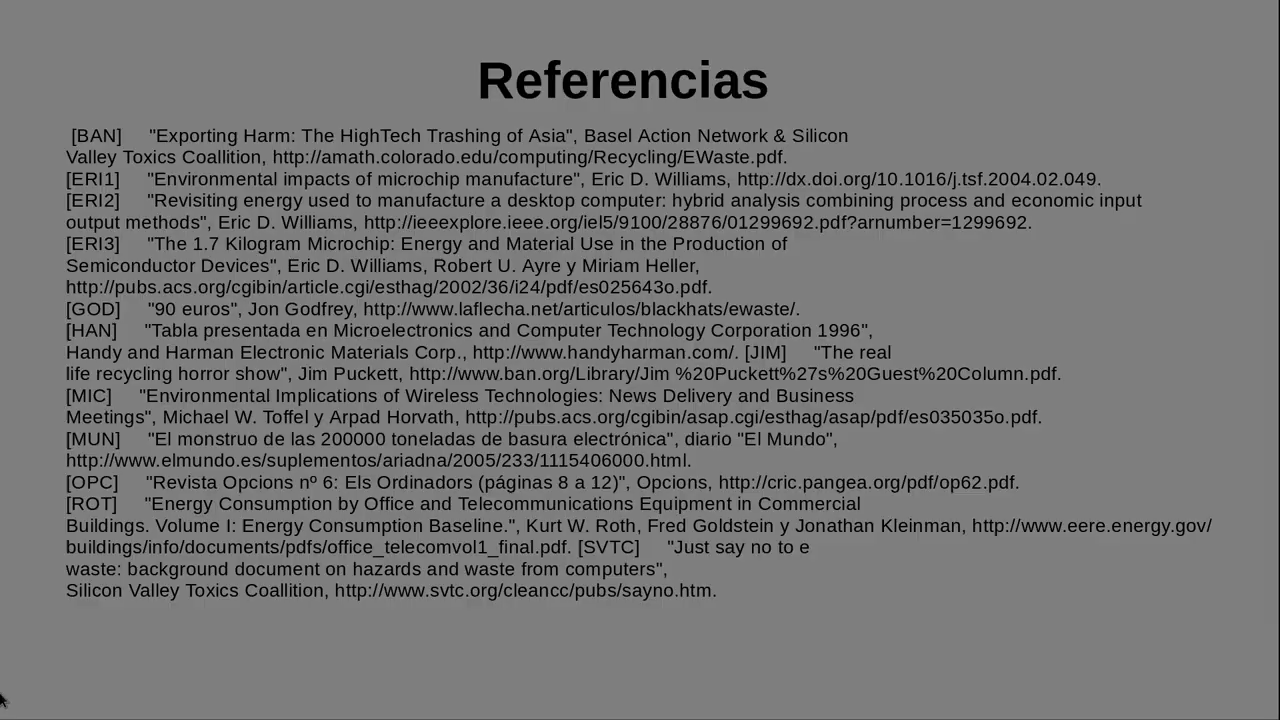 Referencias
[BAN] "Exporting Harm: The HighTech Trashing of Asia", Basel Action Network & Silicon
Valley Toxics Coallition, http://amath.colorado.edu/computing/Recycling/EWaste.pdf.
[ERI1] "Environmental impacts of microchip manufacture", Eric D. Williams, http://dx.doi.org/10.1016/j.tsf.2004.02.049.
[ERI2] "Revisiting energy used to manufacture a desktop computer: hybrid analysis combining process and economic input
output methods", Eric D. Williams, http://ieeexplore.ieee.org/iel5/9100/28876/01299692.pdf?arnumber=1299692.
[ERI3] "The 1.7 Kilogram Microchip: Energy and Material Use in the Production of
Semiconductor Devices", Eric D. Williams, Robert U. Ayre y Miriam Heller,
http://pubs.acs.org/cgibin/article.cgi/esthag/2002/36/i24/pdf/es025643o.pdf.
[GOD] "90 euros", Jon Godfrey, http://www.laflecha.net/articulos/blackhats/ewaste/.
[HAN] "Tabla presentada en Microelectronics and Computer Technology Corporation 1996",
Handy and Harman Electronic Materials Corp., http://www.handyharman.com/. [JIM] "The real
life recycling horror show", Jim Puckett, http://www.ban.org/Library/Jim %20Puckett%27s%20Guest%20Column.pdf.
[MIC] "Environmental Implications of Wireless Technologies: News Delivery and Business
Meetings", Michael W. Toffel y Arpad Horvath, http://pubs.acs.org/cgibin/asap.cgi/esthag/asap/pdf/es035035o.pdf.
[MUN] "El monstruo de las 200000 toneladas de basura electrónica", diario "El Mundo",
http://www.elmundo.es/suplementos/ariadna/2005/233/1115406000.html.
[OPC] "Revista Opcions nº 6: Els Ordinadors (páginas 8 a 12)", Opcions, http://cric.pangea.org/pdf/op62.pdf.
[ROT] "Energy Consumption by Office and Telecommunications Equipment in Commercial
Buildings. Volume I: Energy Consumption Baseline.", Kurt W. Roth, Fred Goldstein y Jonathan Kleinman, http://www.eere.energy.gov/
buildings/info/documents/pdfs/office_telecomvol1_final.pdf. [SVTC] "Just say no to e
waste: background document on hazards and waste from computers",
Silicon Valley Toxics Coallition, http://www.svtc.org/cleancc/pubs/sayno.htm.